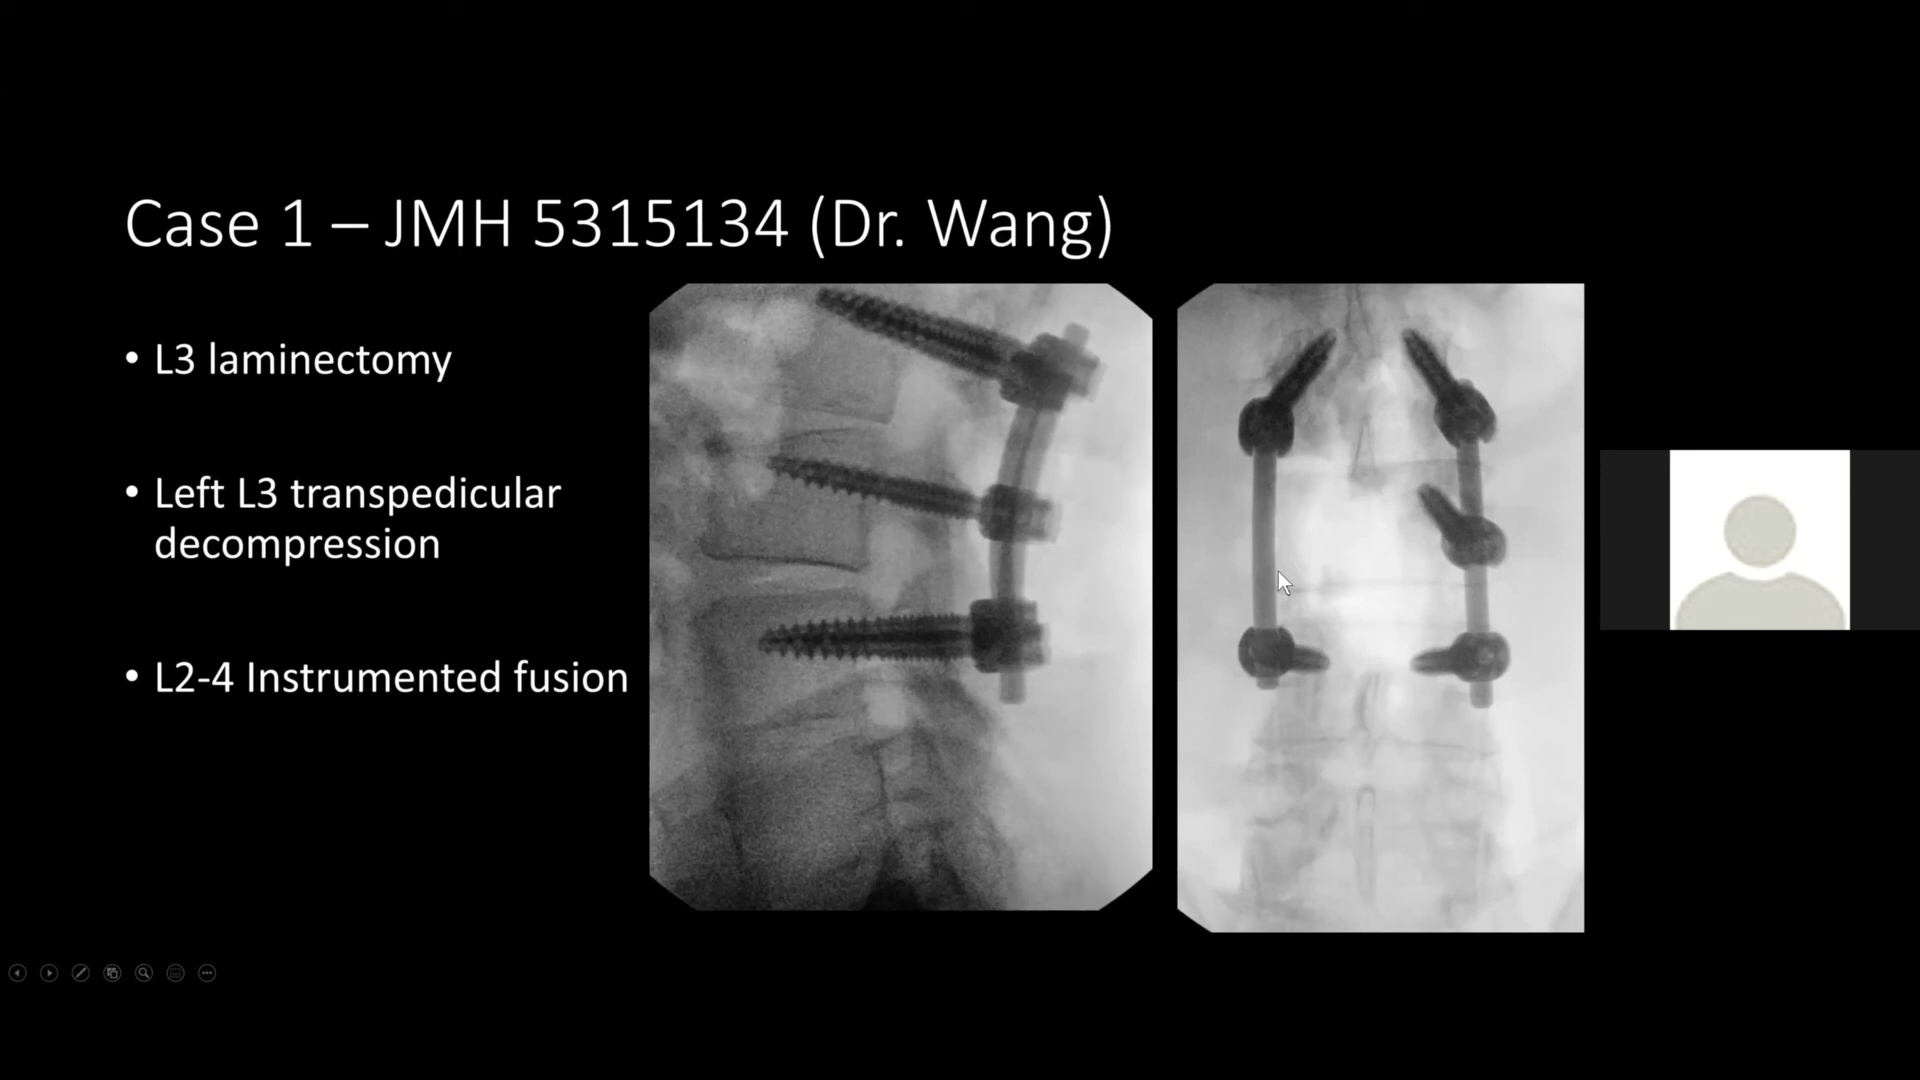 Case 1 – JMH 5315134 (Dr. Wang)
• L3 laminectomy
• Left L3 transpedicular
decompression
• L2-4 Instrumented fusion